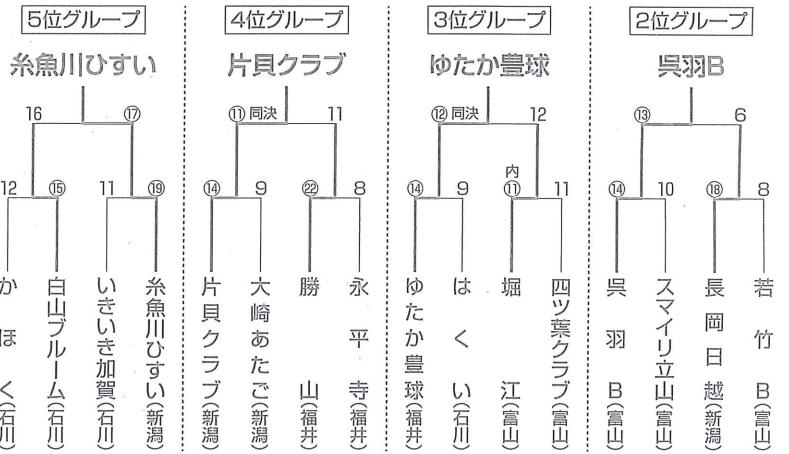 5位グループ
4位グループ
3位グループ
2位グループ
糸魚川ひすい
片貝クラブ
ゆたか豊球
呉羽B
16 ⑰
⑪同決 11
⑫同決 12
⑬ 6
12 ⑮ 11 ⑲
⑭ 9 ㉒ 8
内
⑭ 9 ⑪ 11
⑭ 10 ⑱ 8
かほく(石川)
白山ブルーム(石川)
いきいき加賀(石川)
糸魚川ひすい(新潟)
片貝クラブ(新潟)
大崎あたご(新潟)
勝山(福井)
永平寺(福井)
ゆたか豊球(福井)
はくい(石川)
堀江(富山)
四ツ葉クラブ(富山)
呉羽B(富山)
スマイリ立山(富山)
長岡日越(新潟)
若竹B(富山)